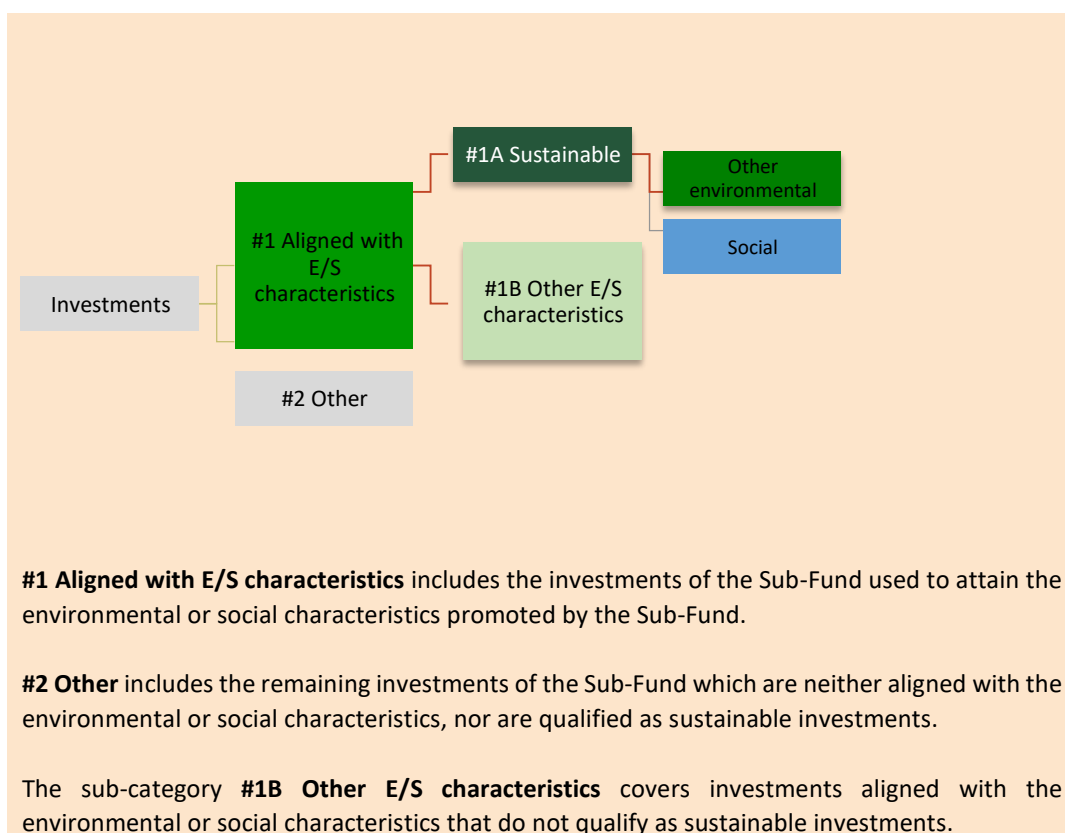 #1A Sustainable
Other
environmental
#1 Aligned with
E/S
characteristics
Social
Investments
#1B Other E/S
characteristics
#2 Other
#1 Aligned with E/S characteristics includes the investments of the Sub-Fund used to attain the
environmental or social characteristics promoted by the Sub-Fund.
#2 Other includes the remaining investments of the Sub-Fund which are neither aligned with the
environmental or social characteristics, nor are qualified as sustainable investments.
The sub-category #1B Other E/S characteristics covers investments aligned with the
environmental or social characteristics that do not qualify as sustainable investments.